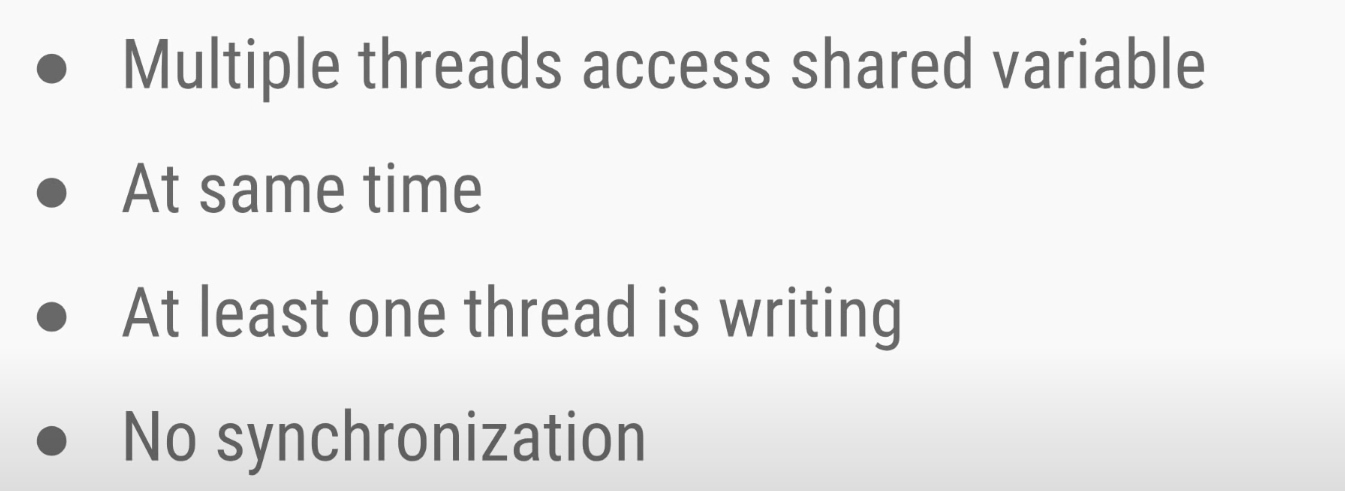 ● Multiple threads access shared variable
● At same time
● At least one thread is writing
● No synchronization